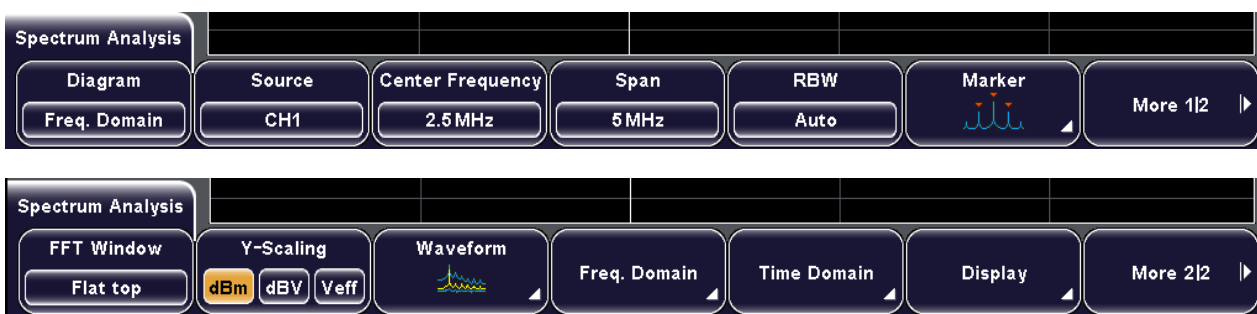 Spectrum Analysis
Diagram Source Center Frequency Span RBW Marker More 1|2
Freq. Domain CH1 2.5 MHz 5 MHz Auto
Spectrum Analysis
FFT Window Y-Scaling Waveform Freq. Domain Time Domain Display More 2|2
Flat top dBm dBV Veff